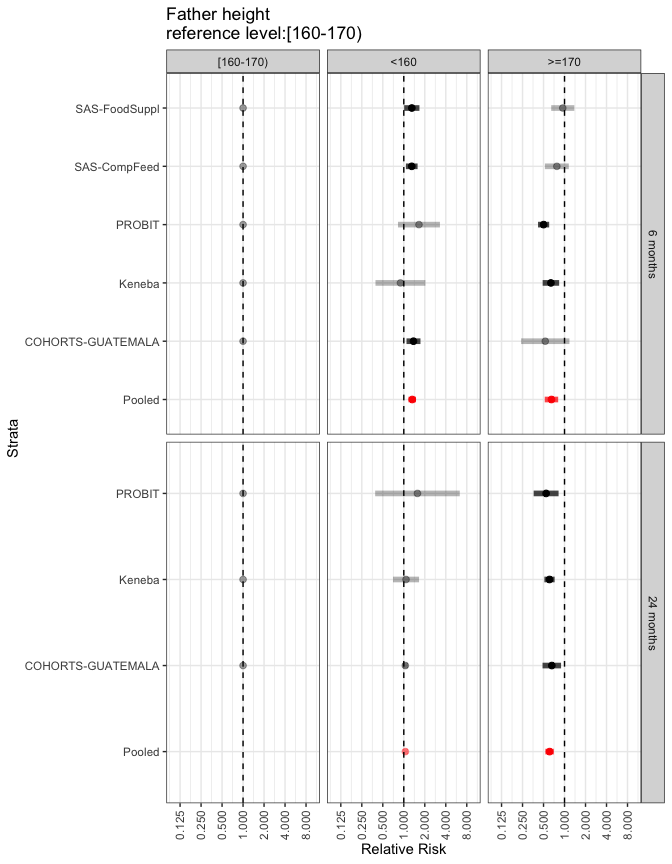 Father height
reference level:[160-170)
[160-170)
<160
>=170
SAS-FoodSuppl
SAS-CompFeed
PROBIT
Keneba
COHORTS-GUATEMALA
Pooled
6 months
PROBIT
Keneba
COHORTS-GUATEMALA
Pooled
24 months
Strata
0.125 0.250 0.500 1.000 2.000 4.000 8.000
0.125 0.250 0.500 1.000 2.000 4.000 8.000
0.125 0.250 0.500 1.000 2.000 4.000 8.000
Relative Risk